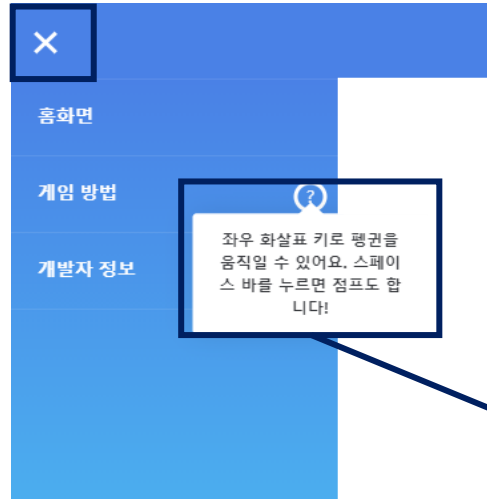 홈화면
게임 방법
?
좌우 화살표 키로 펭귄을
움직일 수 있어요. 스페이
스 바를 누르면 점프도 합
니다!
개발자 정보